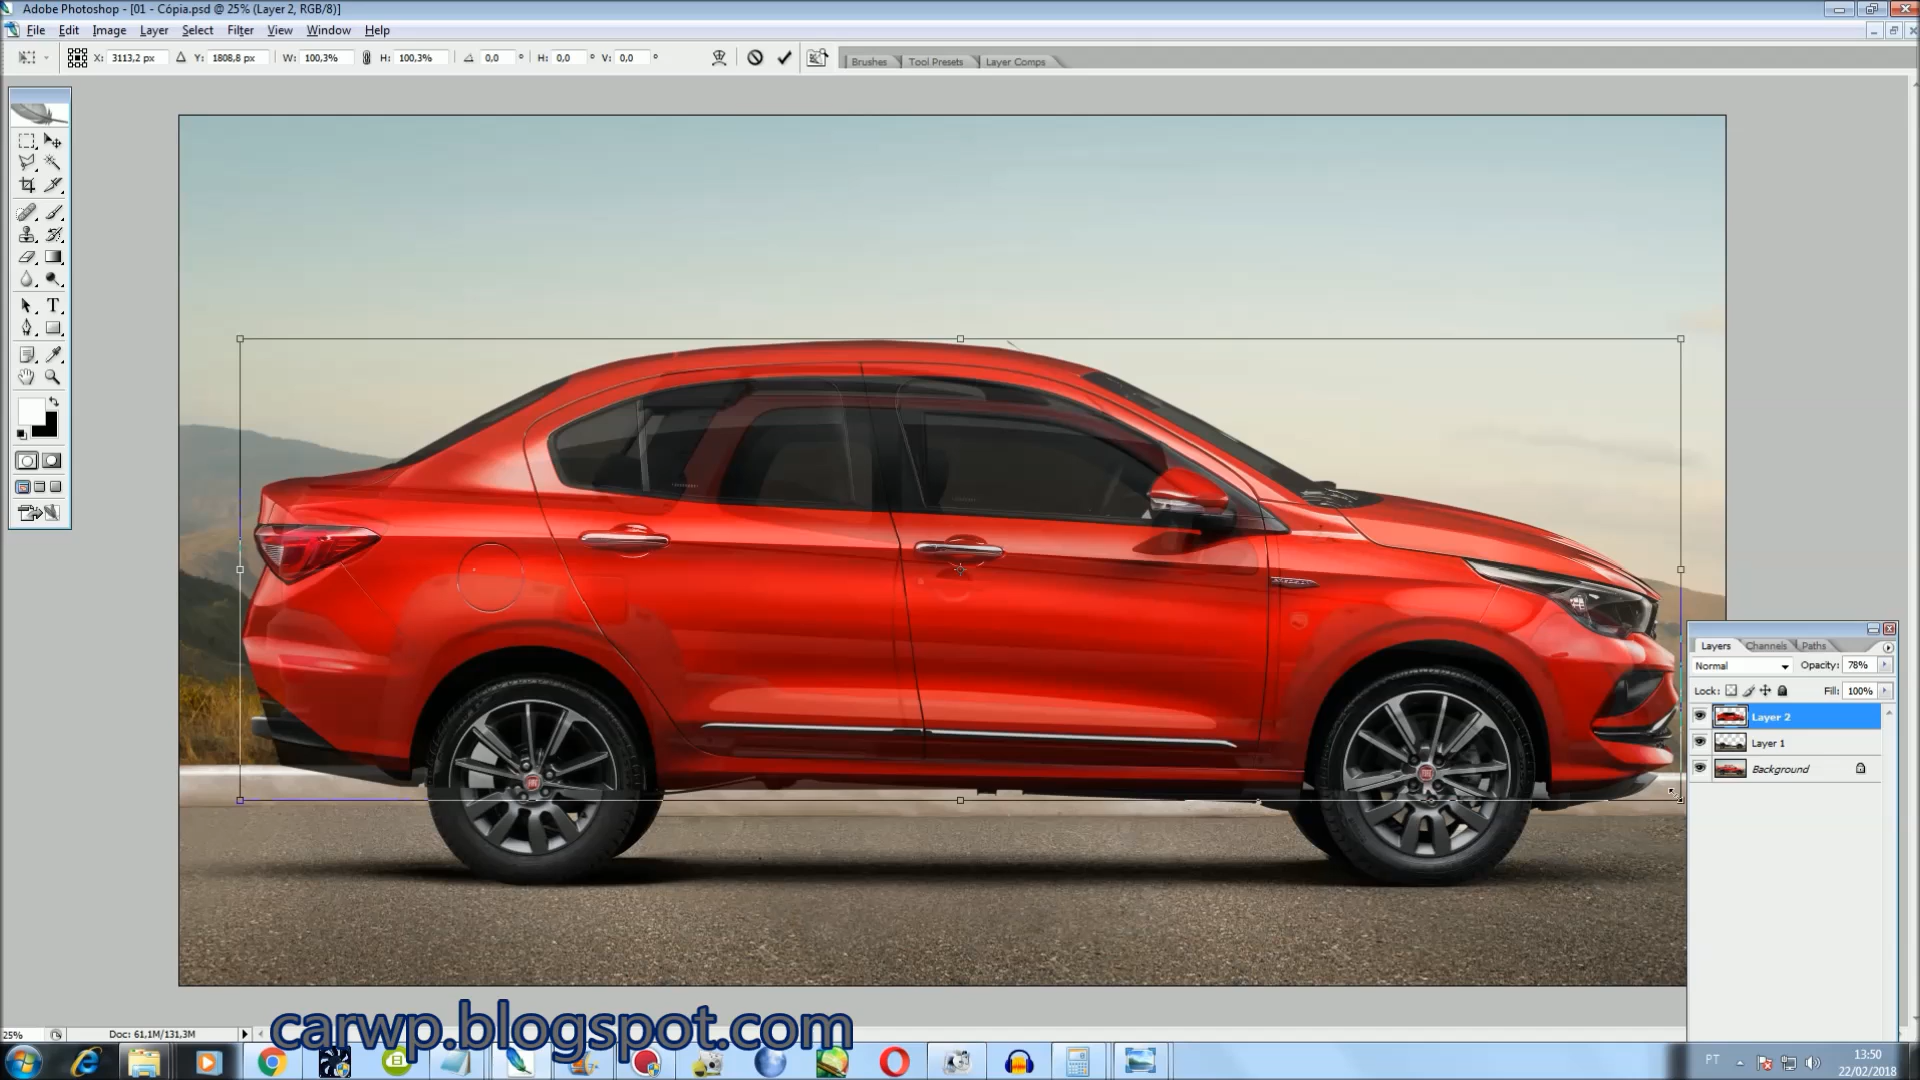 Adobe Photoshop - [01 - Cópia.psd @ 25% (Layer 2, RGB/8)]
File Edit Image Layer Select Filter View Window Help
X: 3113,2 px Y: 1808,8 px W: 100,3% H: 100,3% 0,0 ° H: 0,0 ° V: 0,0 ° Brushes Tool Presets Layer Comps
T
Layers Channels Paths
Normal Opacity: 78%
Lock: Fill: 100%
Layer 2
Layer 1
Background
25% Doc: 61,1M/131,3M
carwp.blogspot.com
PT 13:50
22/02/2018